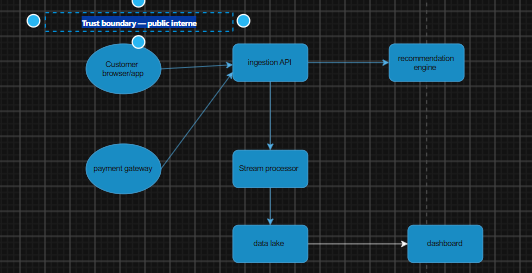 Trust boundary — public interne
Customer
browser/app
ingestion API
recommendation
engine
payment gateway
Stream processor
data lake
dashboard